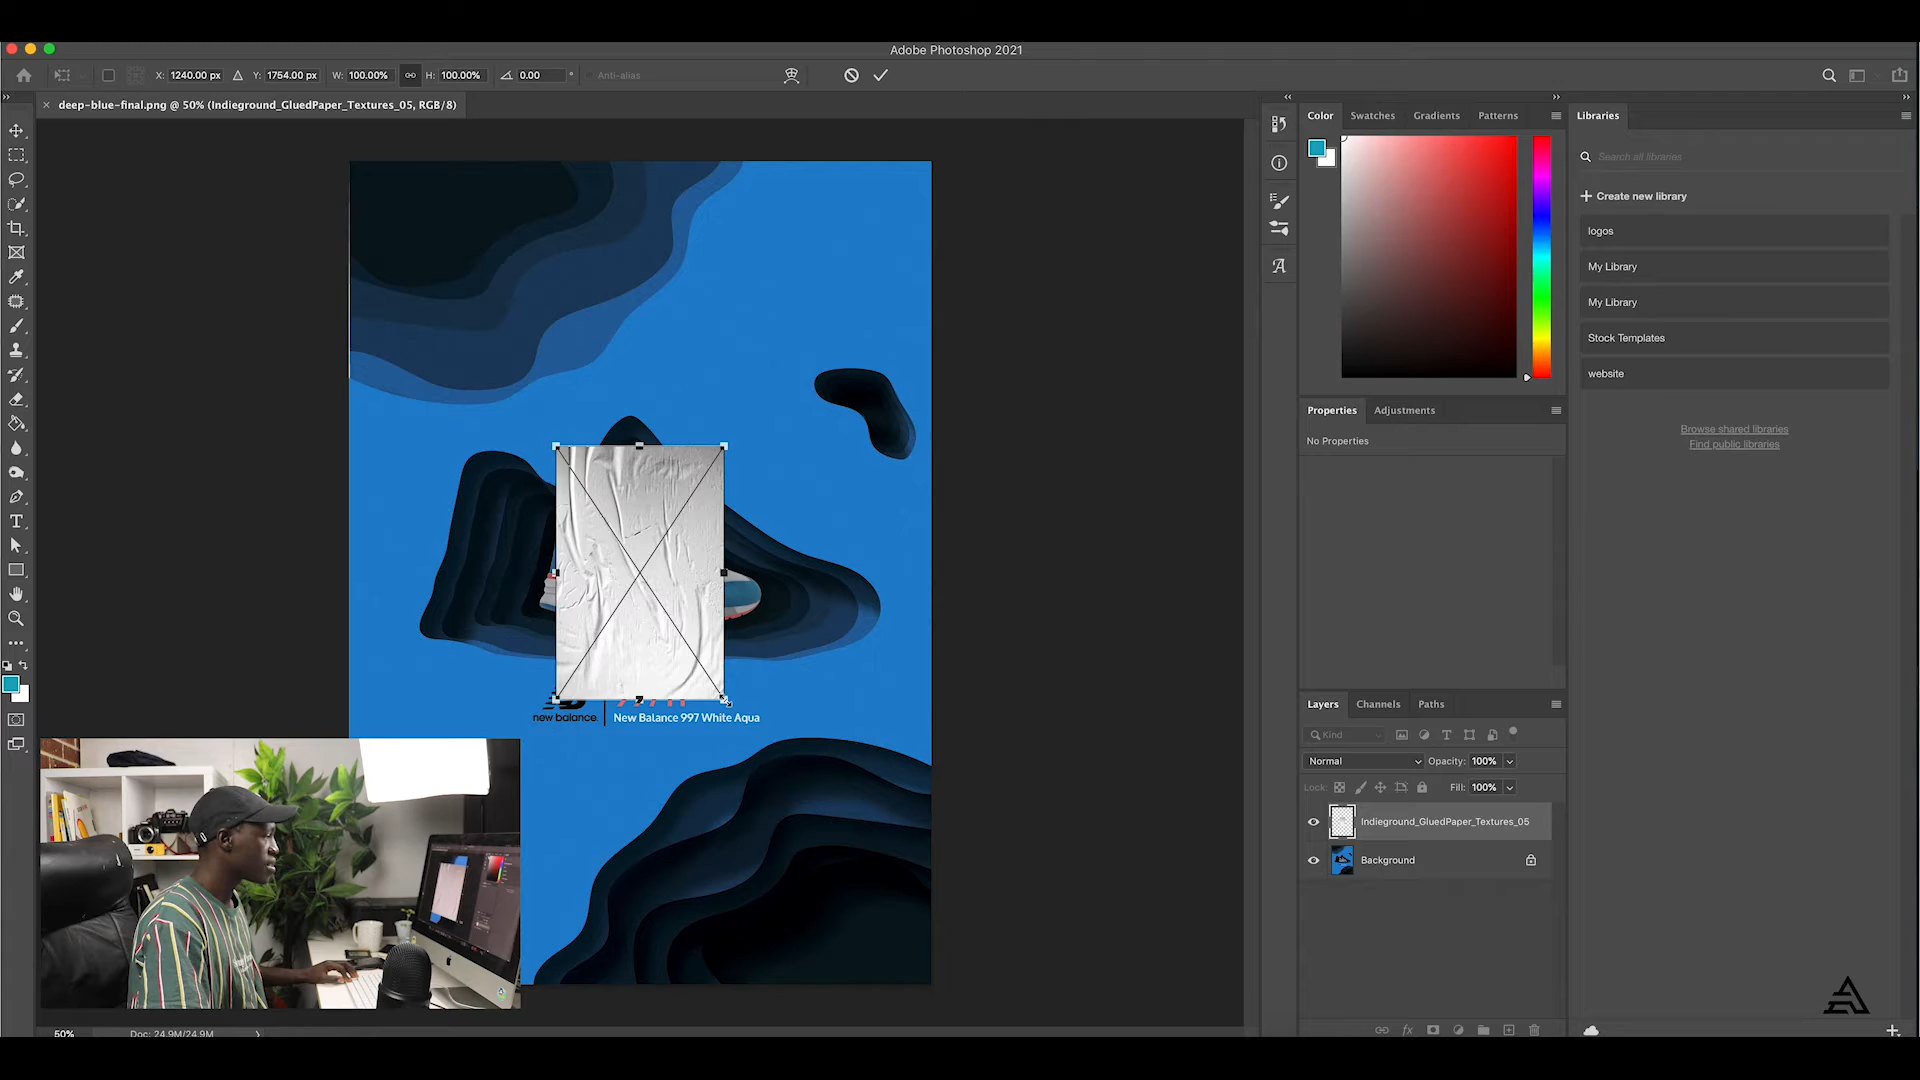 Adobe Photoshop 2021
X: 1240.00 px Y: 1754.00 px W: 100.00% H: 100.00% 0.00 ° Anti-alias
× deep-blue-final.png @ 50% (Indieground_GluedPaper_Textures_05, RGB/8)
Color Swatches Gradients Patterns
Libraries
Search all libraries
+ Create new library
logos
My Library
My Library
Stock Templates
website
Browse shared libraries
Find public libraries
Properties Adjustments
No Properties
new balance.
New Balance 997 White Aqua
Layers Channels Paths
Kind
Normal Opacity: 100%
Lock: Fill: 100%
Indieground_GluedPaper_Textures_05
Background
fx
50% Doc: 24.9M/24.9M